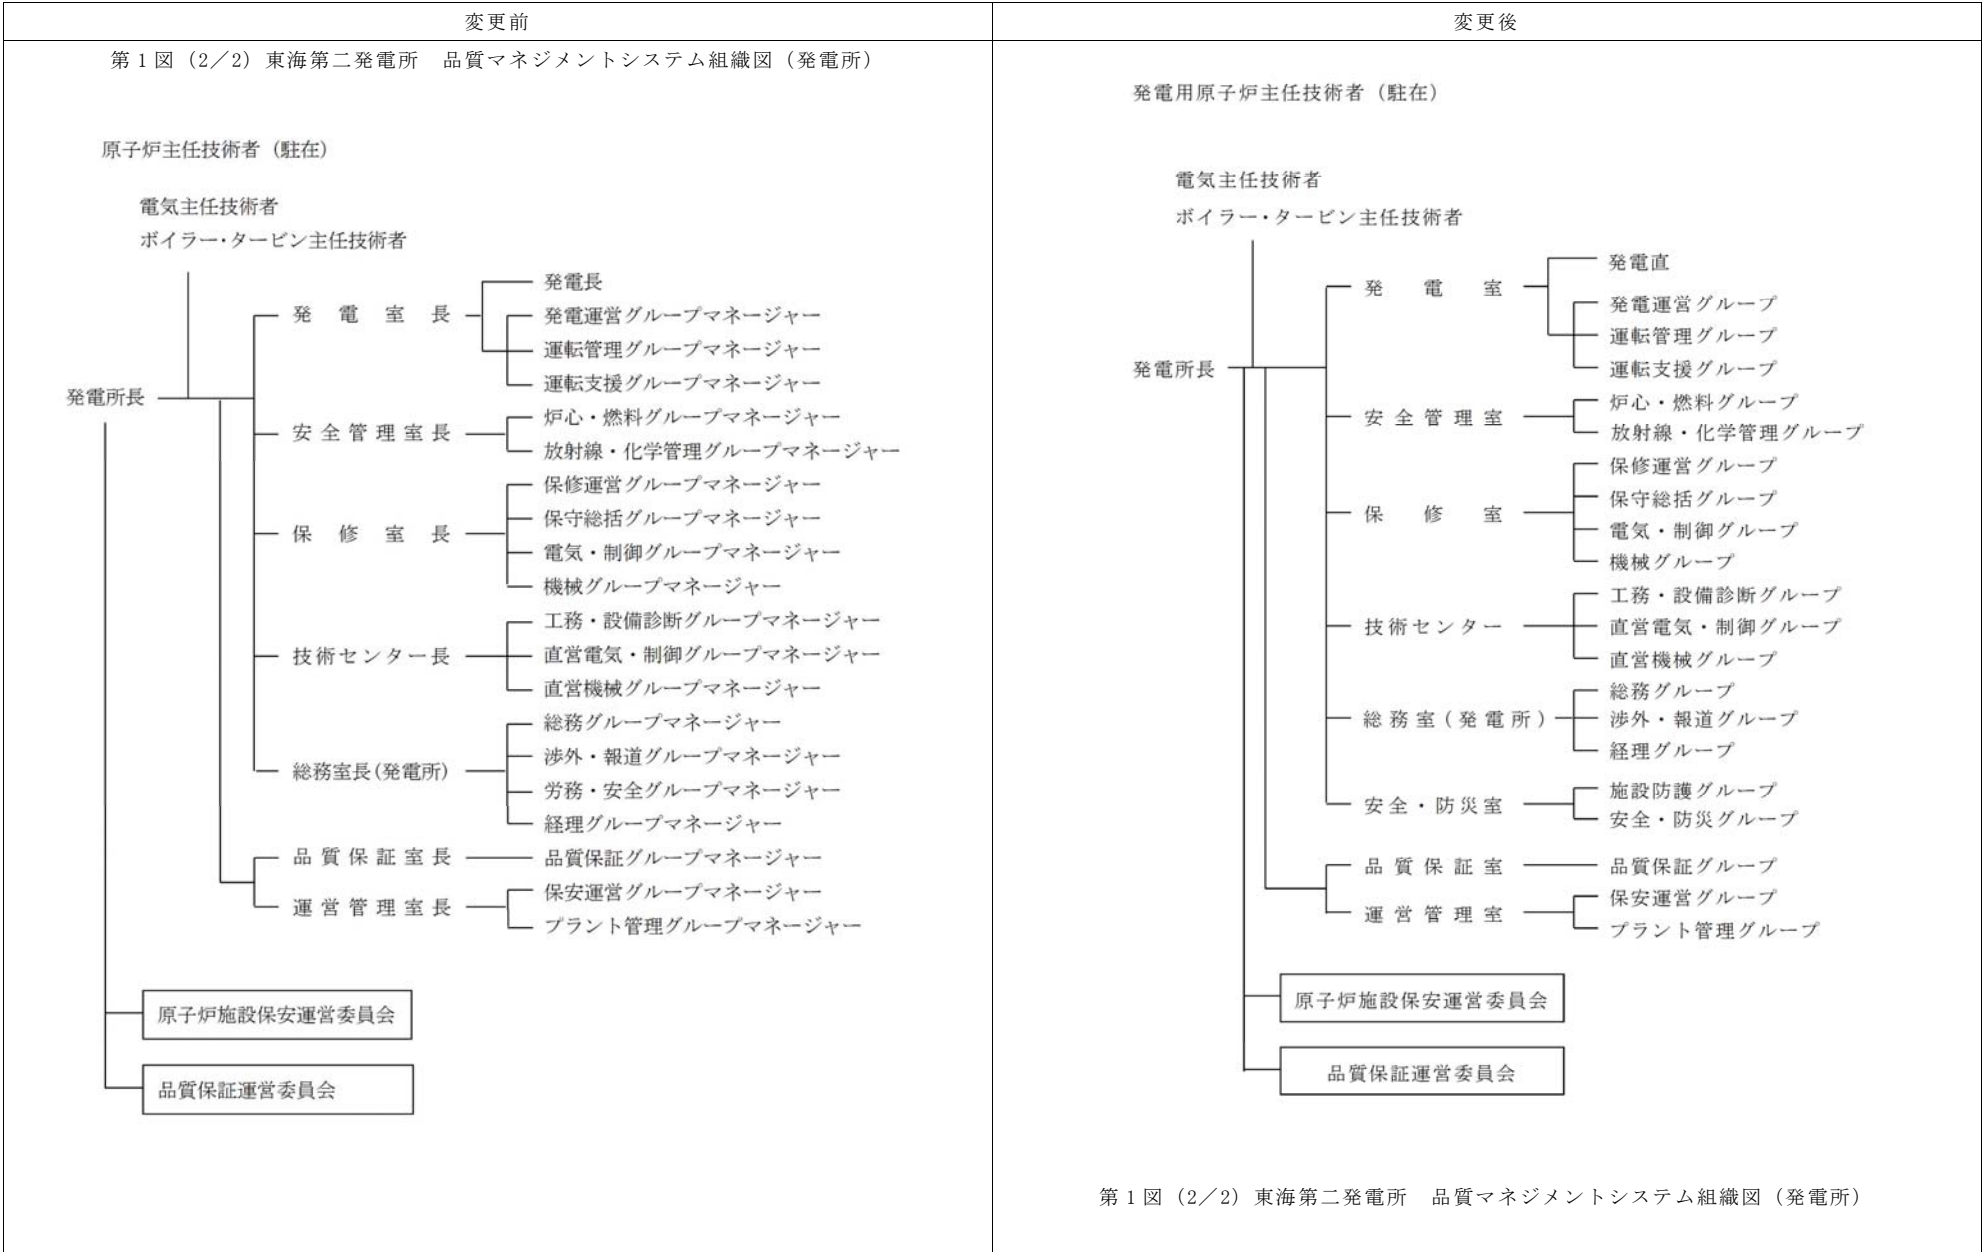 変更前
第1図（2／2）東海第二発電所　品質マネジメントシステム組織図（発電所）
原子炉主任技術者（駐在）
電気主任技術者
ボイラー・タービン主任技術者
発電所長
発電室長
発電長
発電運営グループマネージャー
運転管理グループマネージャー
運転支援グループマネージャー
安全管理室長
炉心・燃料グループマネージャー
放射線・化学管理グループマネージャー
保修室長
保修運営グループマネージャー
保守総括グループマネージャー
電気・制御グループマネージャー
機械グループマネージャー
技術センター長
工務・設備診断グループマネージャー
直営電気・制御グループマネージャー
直営機械グループマネージャー
総務室長(発電所)
総務グループマネージャー
渉外・報道グループマネージャー
労務・安全グループマネージャー
経理グループマネージャー
品質保証室長
品質保証グループマネージャー
運営管理室長
保安運営グループマネージャー
プラント管理グループマネージャー
原子炉施設保安運営委員会
品質保証運営委員会
変更後
発電用原子炉主任技術者（駐在）
電気主任技術者
ボイラー・タービン主任技術者
発電所長
発電室
発電直
発電運営グループ
運転管理グループ
運転支援グループ
安全管理室
炉心・燃料グループ
放射線・化学管理グループ
保修室
保修運営グループ
保守総括グループ
電気・制御グループ
機械グループ
技術センター
工務・設備診断グループ
直営電気・制御グループ
直営機械グループ
総務室(発電所)
総務グループ
渉外・報道グループ
経理グループ
安全・防災室
施設防護グループ
安全・防災グループ
品質保証室
品質保証グループ
運営管理室
保安運営グループ
プラント管理グループ
原子炉施設保安運営委員会
品質保証運営委員会
第1図（2／2）東海第二発電所　品質マネジメントシステム組織図（発電所）